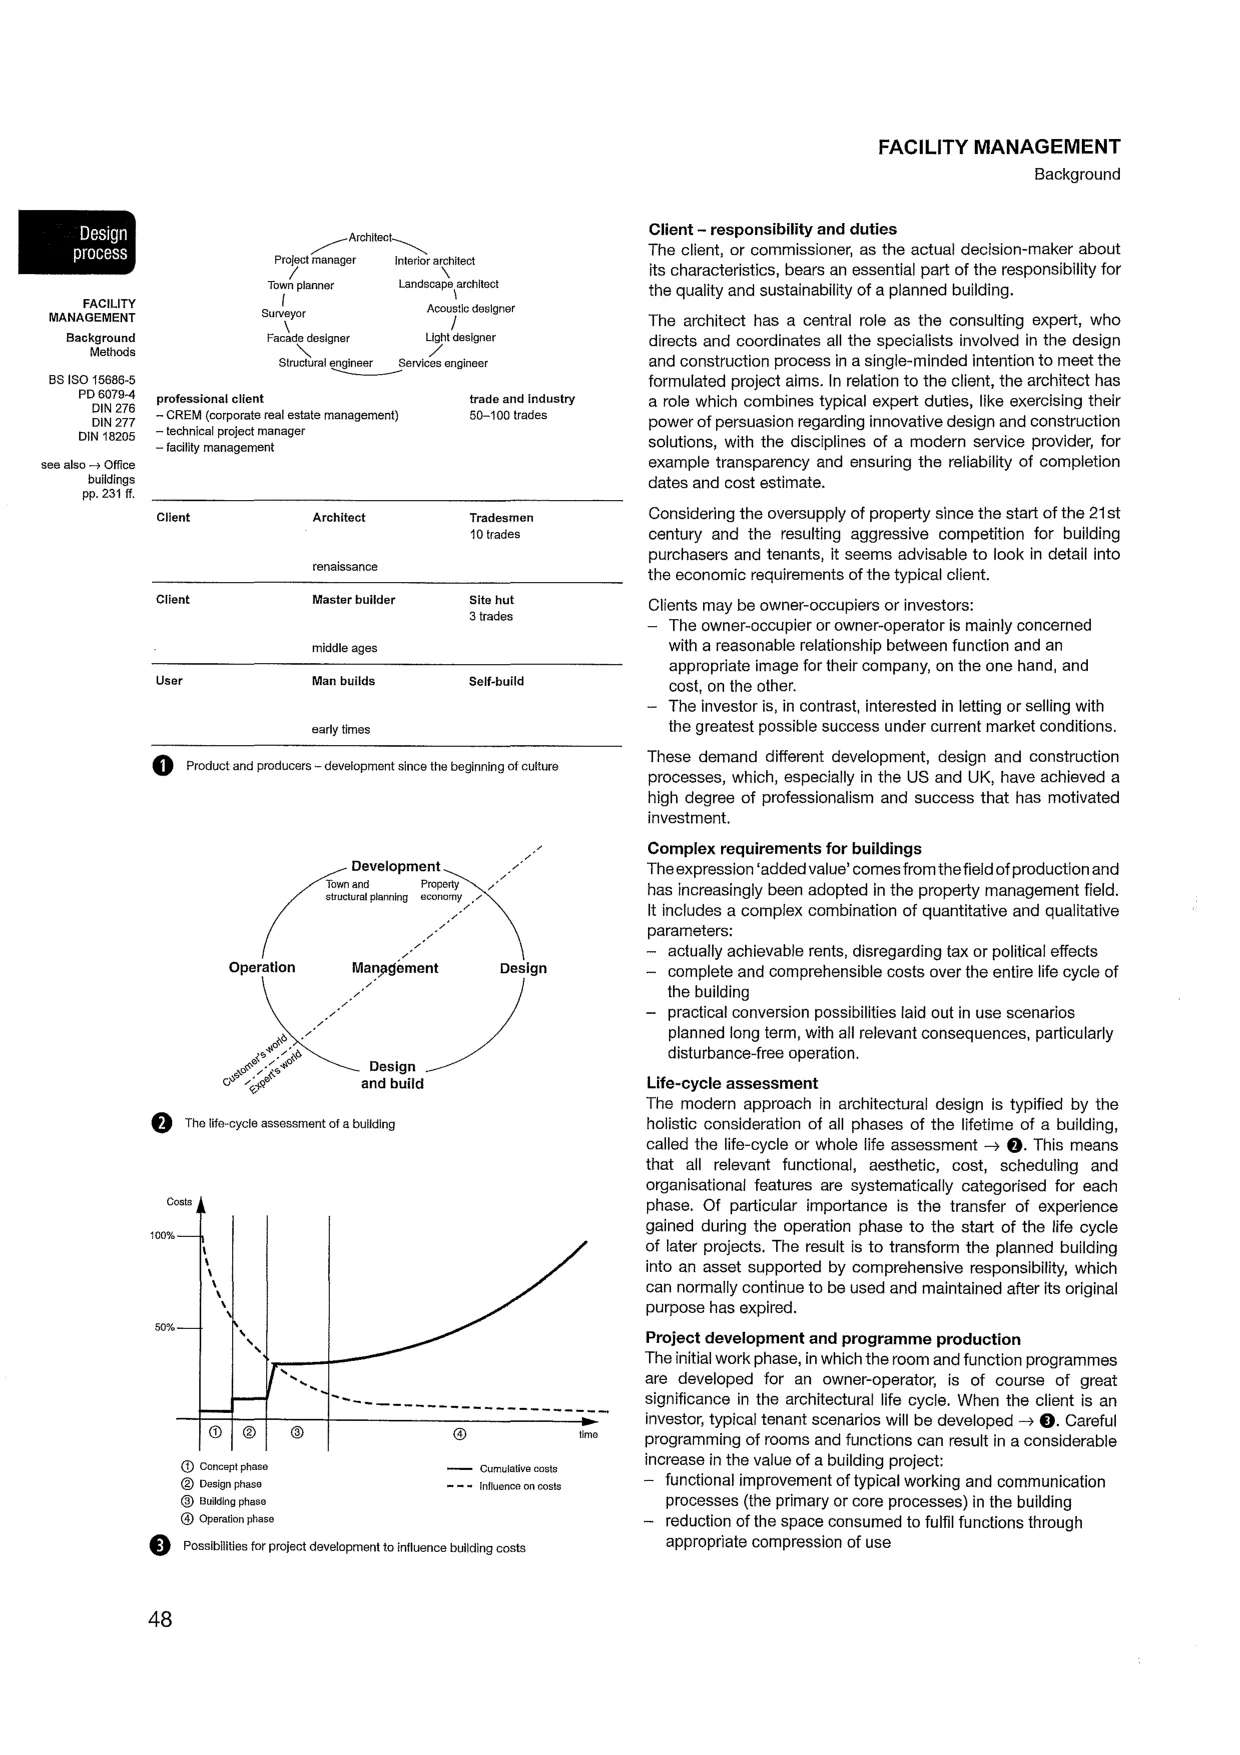 FACILITY MANAGEMENT
Background
Design
process
FACILITY
MANAGEMENT
Background
Methods
BS ISO 15686-5
PD 6079-4
DIN 276
DIN 277
DIN 18205
see also → Office
buildings
pp. 231 ff.
Architect
Project manager Interior architect
Town planner Landscape architect
Surveyor Acoustic designer
Facade designer Light designer
Structural engineer Services engineer
professional client trade and industry
– CREM (corporate real estate management) 50–100 trades
– technical project manager
– facility management
Client Architect Tradesmen
10 trades
renaissance
Client Master builder Site hut
3 trades
middle ages
User Man builds Self-build
early times
1 Product and producers – development since the beginning of culture
Development
Town and Property
structural planning economy
Operation Management Design
Customer's world
Expert's world
Design
and build
2 The life-cycle assessment of a building
Costs
100%
50%
① ② ③ ④ time
① Concept phase
② Design phase
③ Building phase
④ Operation phase
Cumulative costs
Influence on costs
3 Possibilities for project development to influence building costs
48
Client – responsibility and duties
The client, or commissioner, as the actual decision-maker about
its characteristics, bears an essential part of the responsibility for
the quality and sustainability of a planned building.
The architect has a central role as the consulting expert, who
directs and coordinates all the specialists involved in the design
and construction process in a single-minded intention to meet the
formulated project aims. In relation to the client, the architect has
a role which combines typical expert duties, like exercising their
power of persuasion regarding innovative design and construction
solutions, with the disciplines of a modern service provider, for
example transparency and ensuring the reliability of completion
dates and cost estimate.
Considering the oversupply of property since the start of the 21st
century and the resulting aggressive competition for building
purchasers and tenants, it seems advisable to look in detail into
the economic requirements of the typical client.
Clients may be owner-occupiers or investors:
– The owner-occupier or owner-operator is mainly concerned
with a reasonable relationship between function and an
appropriate image for their company, on the one hand, and
cost, on the other.
– The investor is, in contrast, interested in letting or selling with
the greatest possible success under current market conditions.
These demand different development, design and construction
processes, which, especially in the US and UK, have achieved a
high degree of professionalism and success that has motivated
investment.
Complex requirements for buildings
The expression 'added value' comes from the field of production and
has increasingly been adopted in the property management field.
It includes a complex combination of quantitative and qualitative
parameters:
– actually achievable rents, disregarding tax or political effects
– complete and comprehensible costs over the entire life cycle of
the building
– practical conversion possibilities laid out in use scenarios
planned long term, with all relevant consequences, particularly
disturbance-free operation.
Life-cycle assessment
The modern approach in architectural design is typified by the
holistic consideration of all phases of the lifetime of a building,
called the life-cycle or whole life assessment → 2. This means
that all relevant functional, aesthetic, cost, scheduling and
organisational features are systematically categorised for each
phase. Of particular importance is the transfer of experience
gained during the operation phase to the start of the life cycle
of later projects. The result is to transform the planned building
into an asset supported by comprehensive responsibility, which
can normally continue to be used and maintained after its original
purpose has expired.
Project development and programme production
The initial work phase, in which the room and function programmes
are developed for an owner-operator, is of course of great
significance in the architectural life cycle. When the client is an
investor, typical tenant scenarios will be developed → 3. Careful
programming of rooms and functions can result in a considerable
increase in the value of a building project:
– functional improvement of typical working and communication
processes (the primary or core processes) in the building
– reduction of the space consumed to fulfil functions through
appropriate compression of use